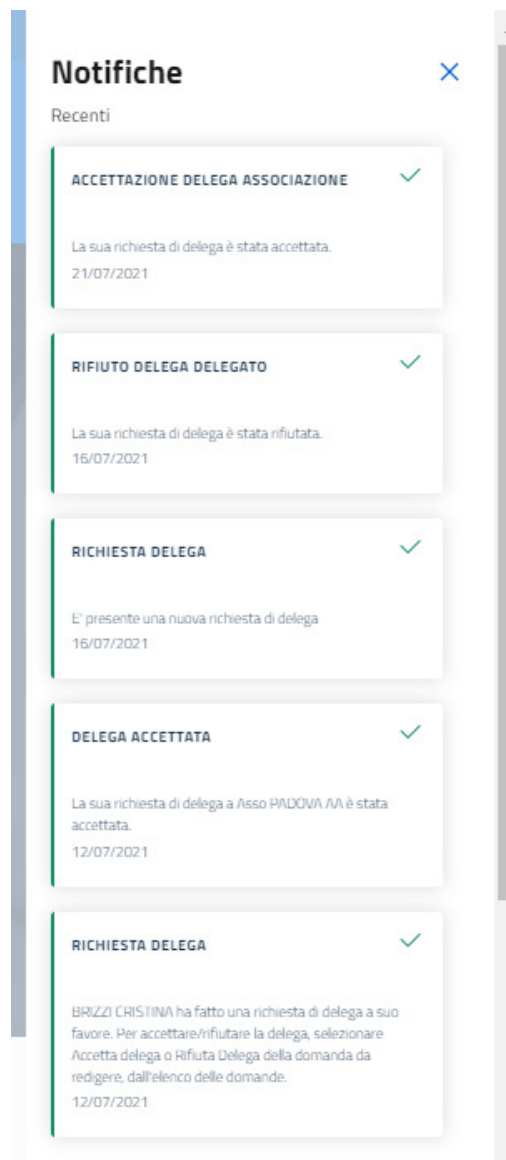 Notifiche
Recenti
ACCETTAZIONE DELEGA ASSOCIAZIONE
La sua richiesta di delega è stata accettata.
21/07/2021
RIFIUTO DELEGA DELEGATO
La sua richiesta di delega è stata rifiutata.
16/07/2021
RICHIESTA DELEGA
E' presente una nuova richiesta di delega
16/07/2021
DELEGA ACCETTATA
La sua richiesta di delega a Asso PADOVA AA è stata
accettata.
12/07/2021
RICHIESTA DELEGA
BRIZZI CRISTINA ha fatto una richiesta di delega a suo
favore. Per accettare/rifiutare la delega, selezionare
Accetta delega o Rifiuta Delega della domanda da
redigere, dall'elenco delle domande.
12/07/2021